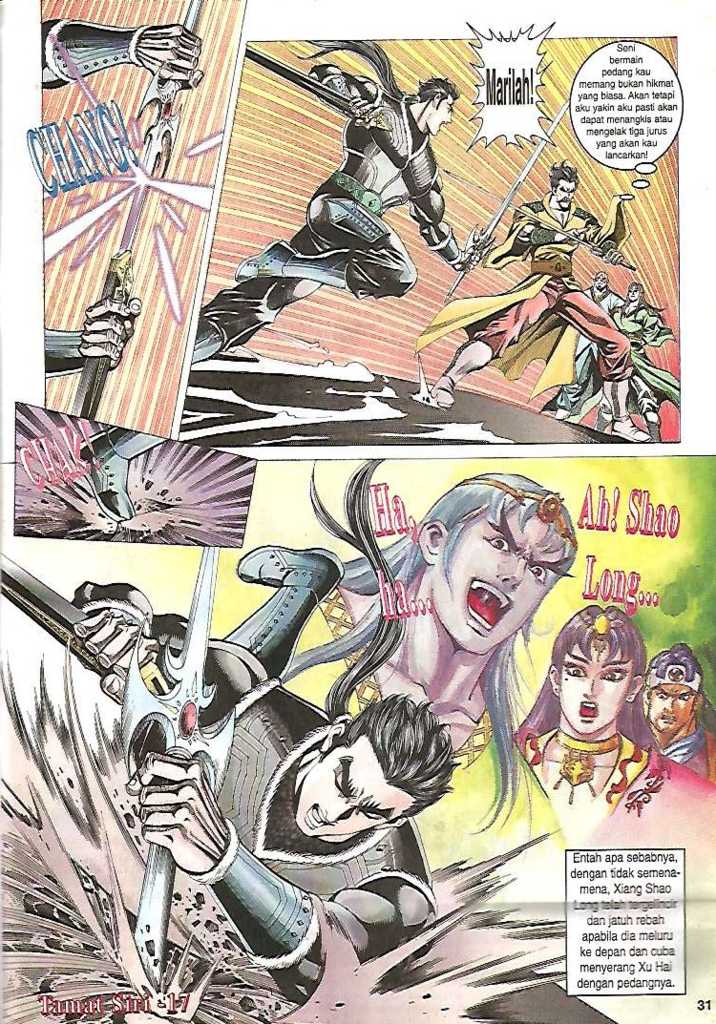 CHANG!
Marilah!
Seni
bermain
pedang kau
memang bukan hikmat
yang biasa. Akan tetapi
aku yakin aku pasti akan
dapat menangkis atau
mengelak tiga jurus
yang akan kau
lancarkan!
CHAK!
Ha,
ha...
Ah! Shao
Long...
Entah apa sebabnya,
dengan tidak semena-
mena, Xiang Shao
Long telah tergelincir
dan jatuh rebah
apabila dia meluru
ke depan dan cuba
menyerang Xu Hai
dengan pedangnya.
Tamat Siri - 17
31